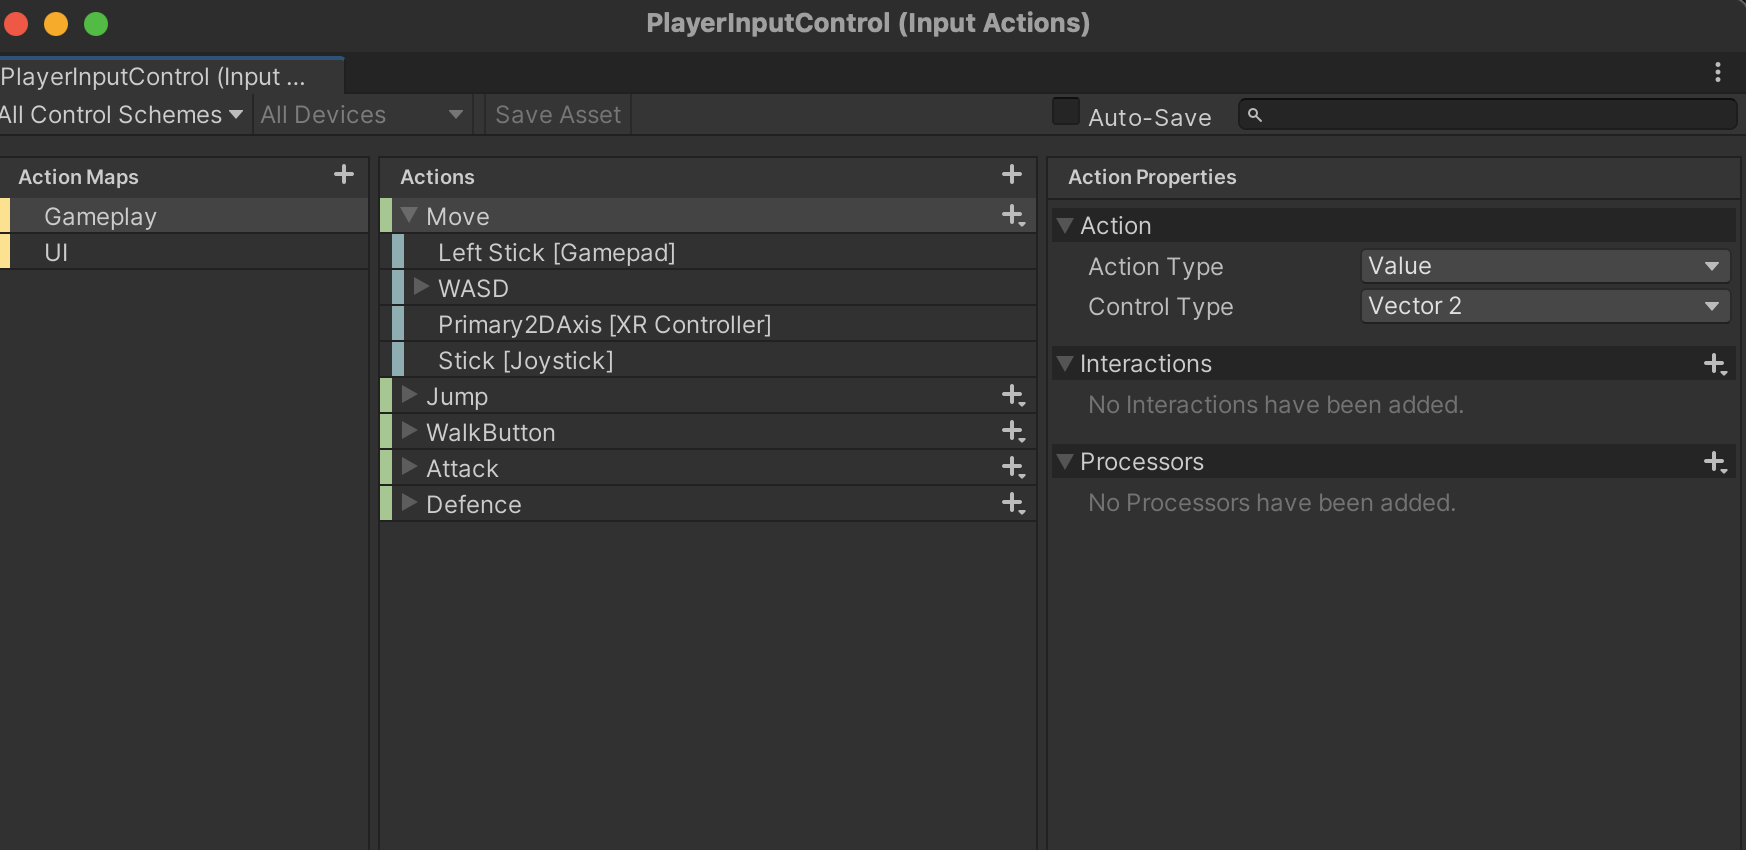 PlayerInputControl (Input Actions)
PlayerInputControl (Input ...
All Control Schemes
All Devices
Save Asset
Auto-Save
Action Maps
Gameplay
UI
Actions
Move
Left Stick [Gamepad]
WASD
Primary2DAxis [XR Controller]
Stick [Joystick]
Jump
WalkButton
Attack
Defence
Action Properties
Action
Action Type
Value
Control Type
Vector 2
Interactions
No Interactions have been added.
Processors
No Processors have been added.